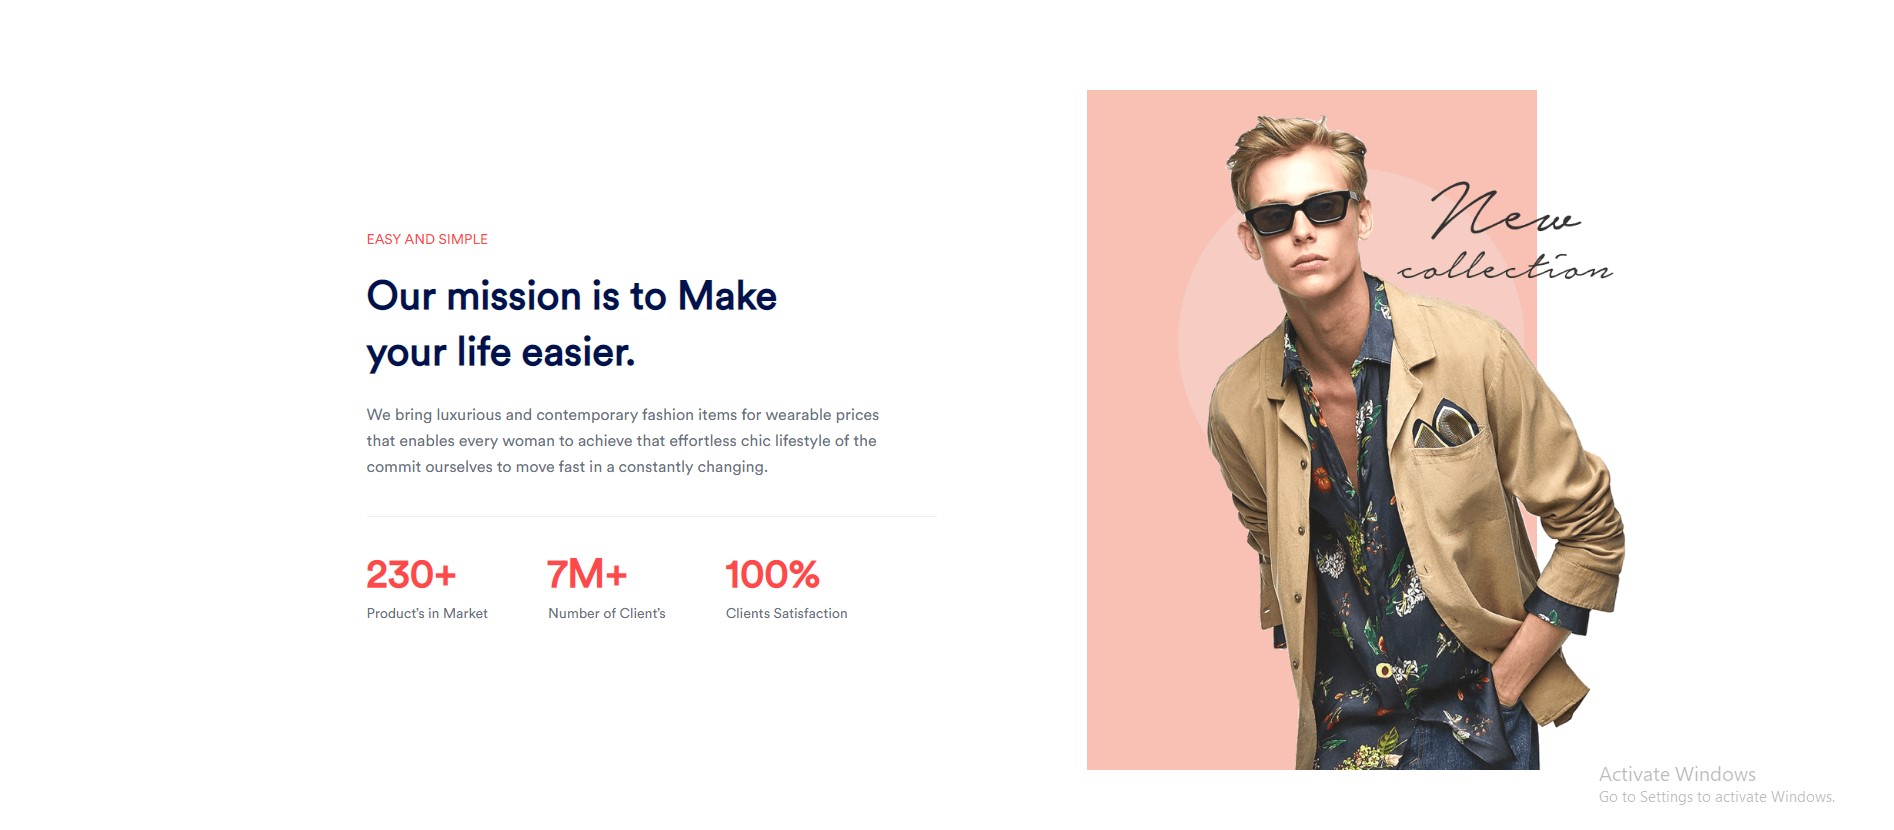 EASY AND SIMPLE
Our mission is to Make
your life easier.
We bring luxurious and contemporary fashion items for wearable prices
that enables every woman to achieve that effortless chic lifestyle of the
commit ourselves to move fast in a constantly changing.
230+
7M+
100%
Product's in Market
Number of Client's
Clients Satisfaction
New
collection
Activate Windows
Go to Settings to activate Windows.